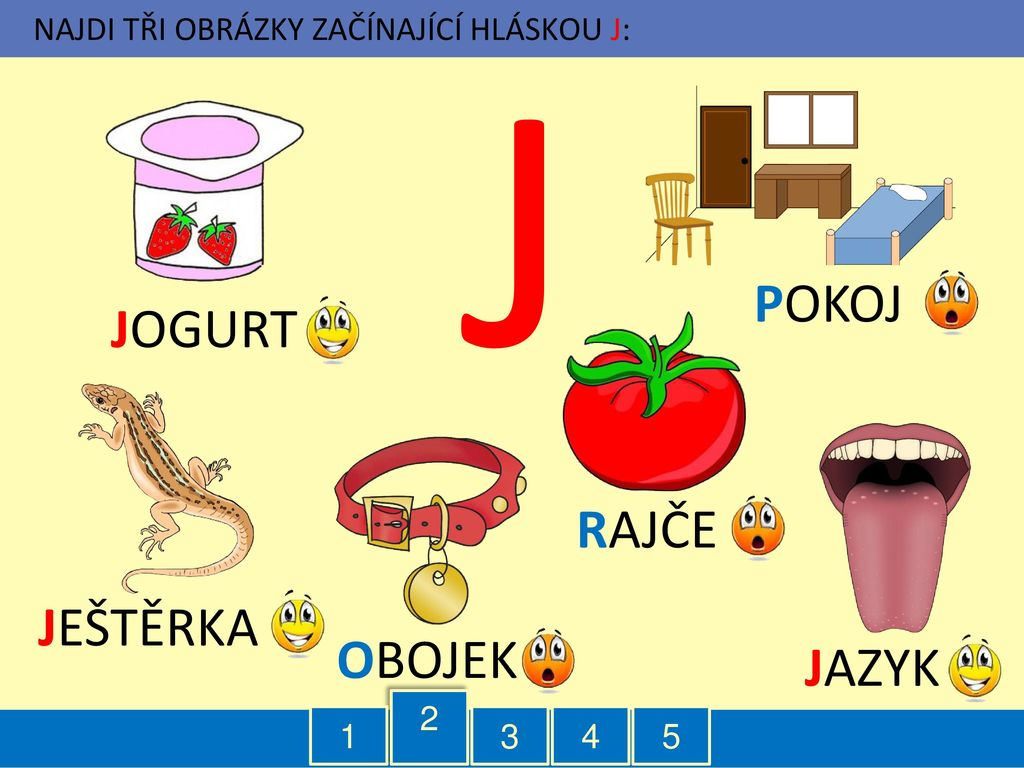 NAJDI TŘI OBRÁZKY ZAČÍNAJÍCÍ HLÁSKOU J:
J
POKOJ
JOGURT
RAJČE
JEŠTĚRKA
OBOJEK
JAZYK
1
2
3
4
5